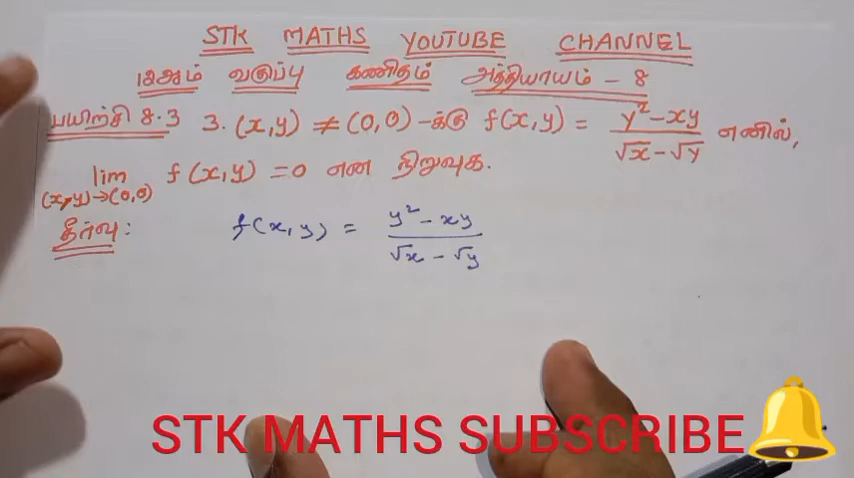 STK MATHS YOUTUBE CHANNEL
12ஆம் வகுப்பு கணிதம் அத்தியாயம் - 8
பயிற்சி 8.3 3. (x,y) ≠ (0,0) -க்கு f(x,y) = (y² - xy)/(√x - √y) எனில்,
lim (x,y)→(0,0) f(x,y) = 0 என நிறுவுக.
தீர்வு: f(x,y) = (y² - xy)/(√x - √y)
STK MATHS SUBSCRIBE